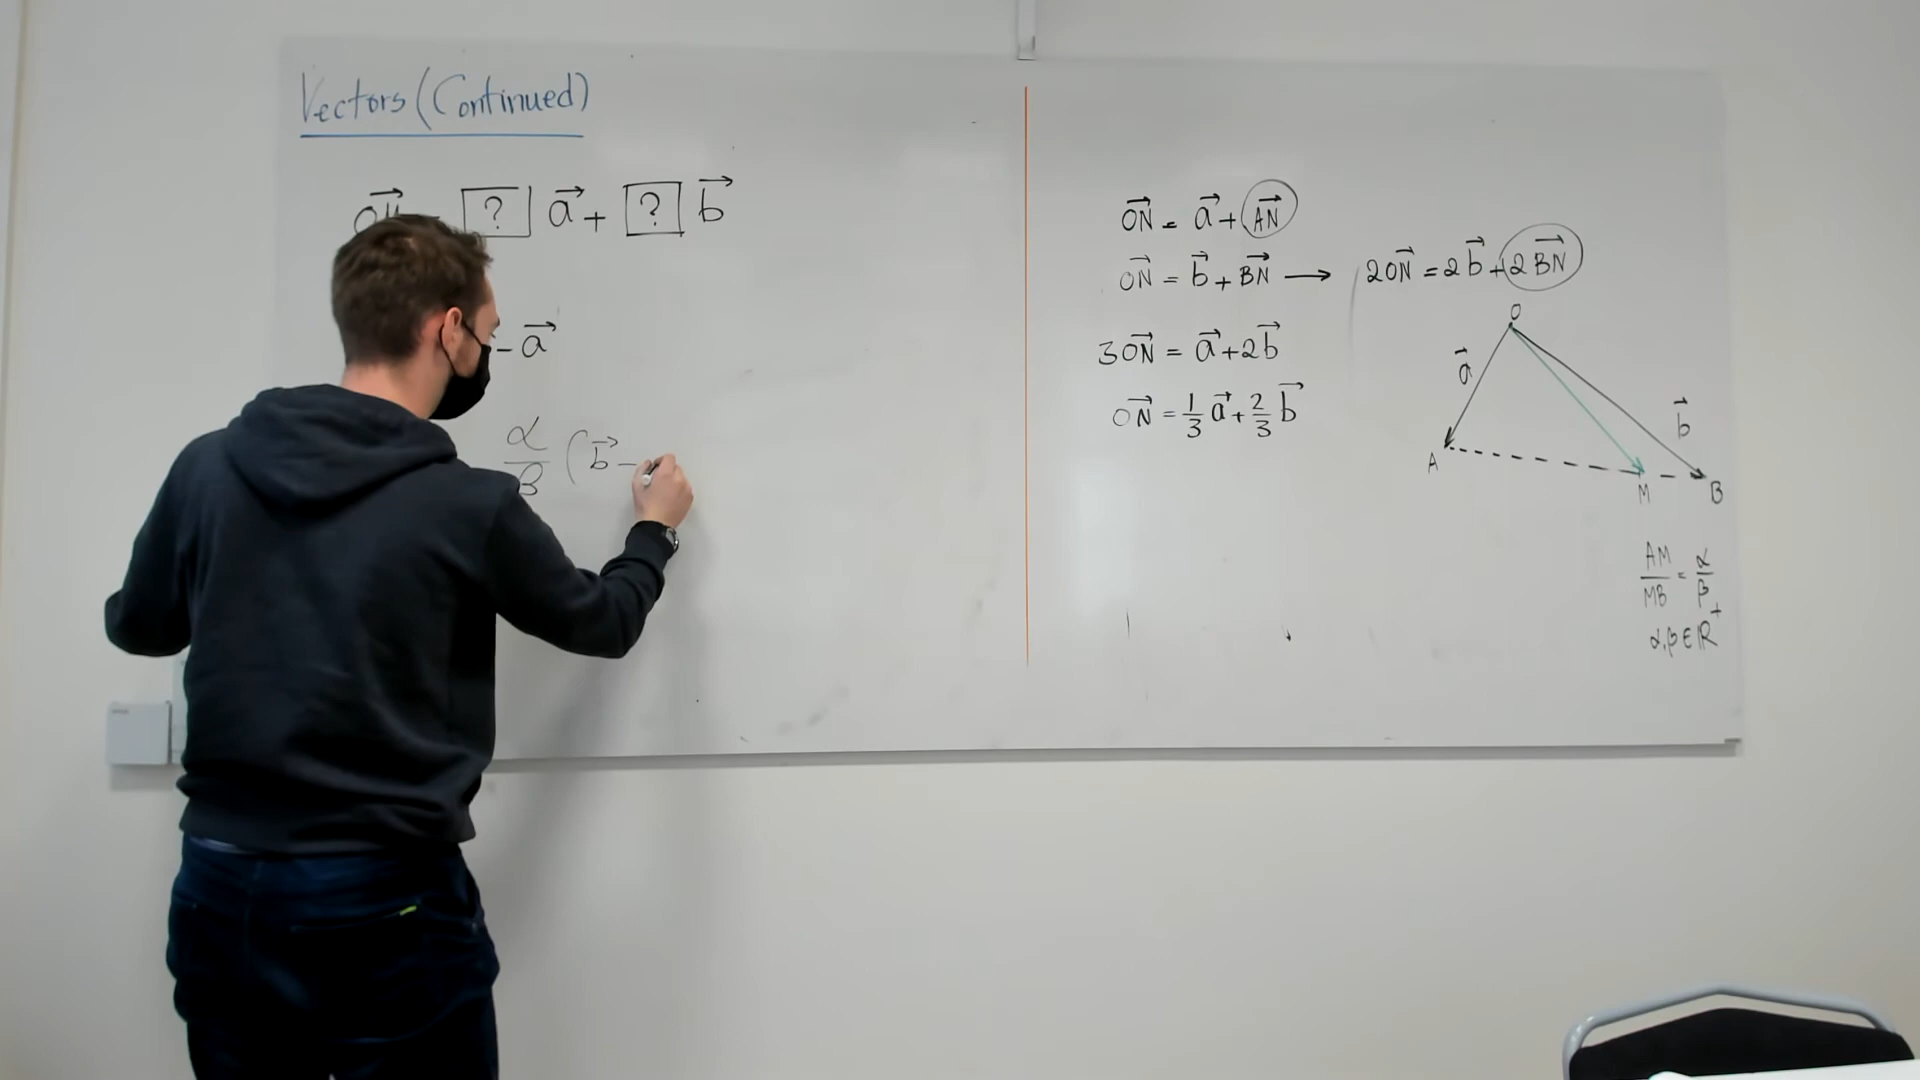 Vectors (Continued)
[?] a⃗ + [?] b⃗
- a⃗
α/β (b⃗ -
ON⃗ = a⃗ + AN⃗
ON⃗ = b⃗ + BN⃗ → 2ON⃗ = 2b⃗ + 2BN⃗
3ON⃗ = a⃗ + 2b⃗
ON⃗ = 1/3 a⃗ + 2/3 b⃗
O
a⃗
b⃗
A
M
B
AM/MB = α/β
α,β ∈ ℝ⁺